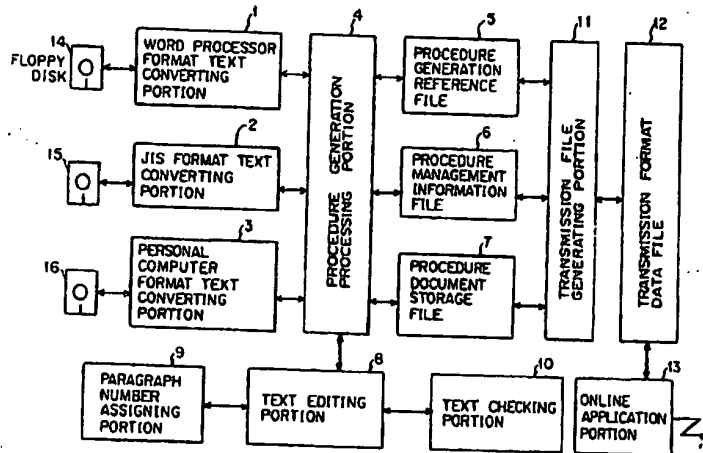 14
FLOPPY
DISK
1
WORD PROCESSOR
FORMAT TEXT
CONVERTING
PORTION
15
2
JIS FORMAT TEXT
CONVERTING
PORTION
16
3
PERSONAL
COMPUTER
FORMAT TEXT
CONVERTING
PORTION
4
PROCEDURE GENERATION
PROCESSING PORTION
5
PROCEDURE
GENERATION
REFERENCE
FILE
6
PROCEDURE
MANAGEMENT
INFORMATION
FILE
7
PROCEDURE
DOCUMENT
STORAGE
FILE
11
TRANSMISSION FILE
GENERATING PORTION
12
TRANSMISSION FORMAT
DATA FILE
9
PARAGRAPH
NUMBER
ASSIGNING
PORTION
8
TEXT EDITING
PORTION
10
TEXT CHECKING
PORTION
13
ONLINE
APPLICATION
PORTION